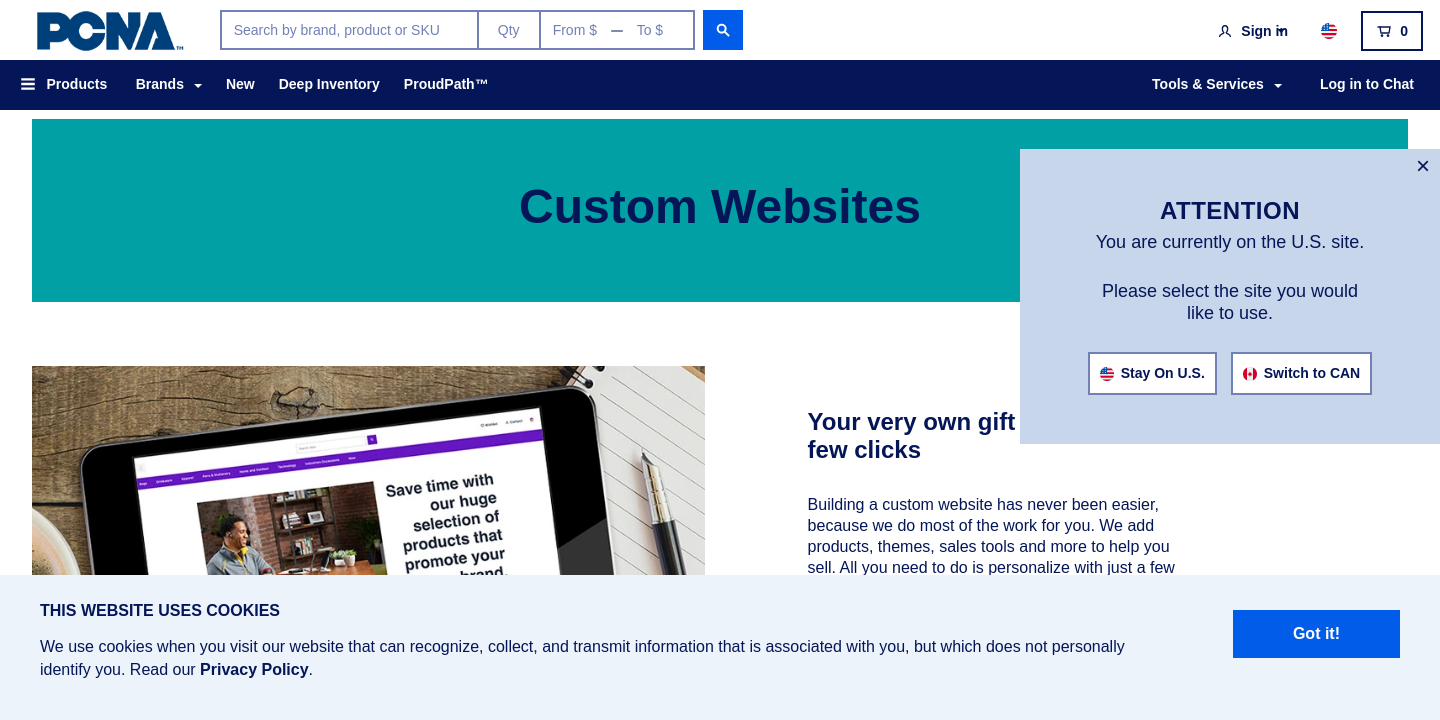 PCNA™
Search by brand, product or SKU
Qty
From $ — To $
Sign in
0
Products
Brands
New
Deep Inventory
ProudPath™
Tools & Services
Log in to Chat
Custom Websites
×
ATTENTION
You are currently on the U.S. site.
Please select the site you would
like to use.
Stay On U.S.
Switch to CAN
Save time with
our huge
selection of
products that
promote your
brand.
Your very own gift
few clicks
Building a custom website has never been easier,
because we do most of the work for you. We add
products, themes, sales tools and more to help you
sell. All you need to do is personalize with just a few
THIS WEBSITE USES COOKIES
We use cookies when you visit our website that can recognize, collect, and transmit information that is associated with you, but which does not personally
identify you. Read our Privacy Policy.
Got it!